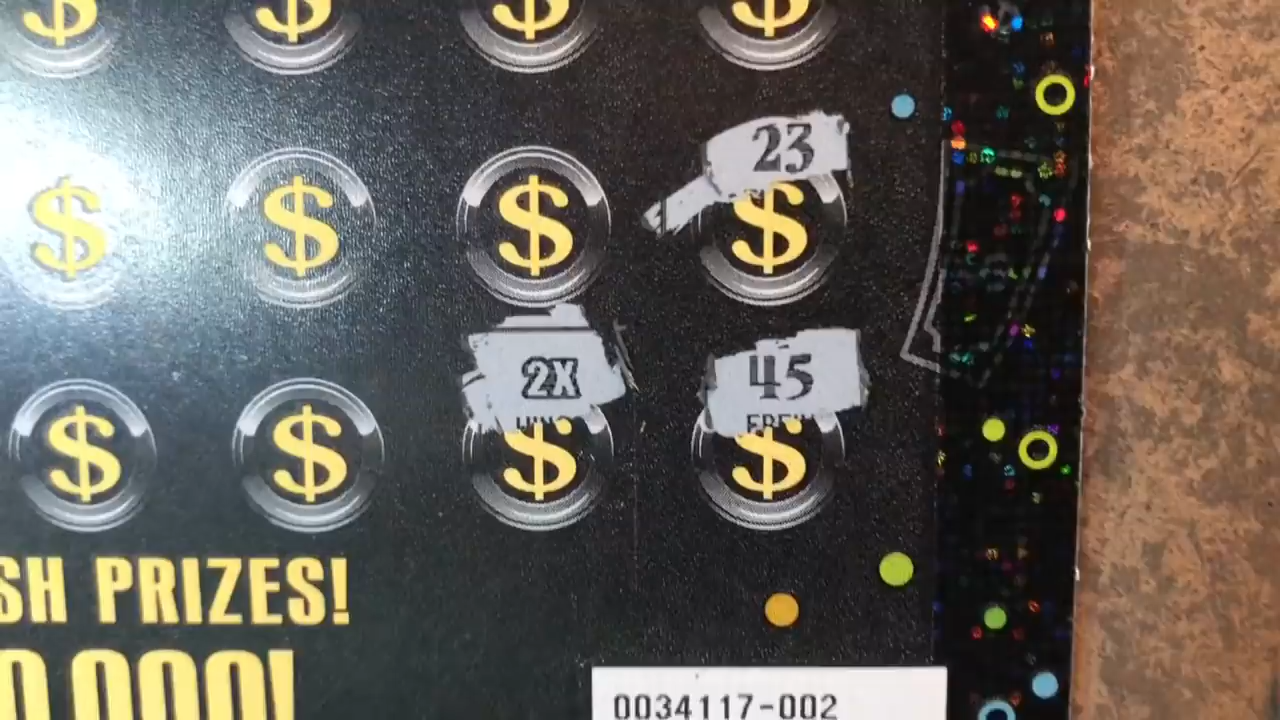 $ $ $ $
23
$ $ $ $
2X 45
$ $ $ $
SH PRIZES!
0,000!
0034117-002